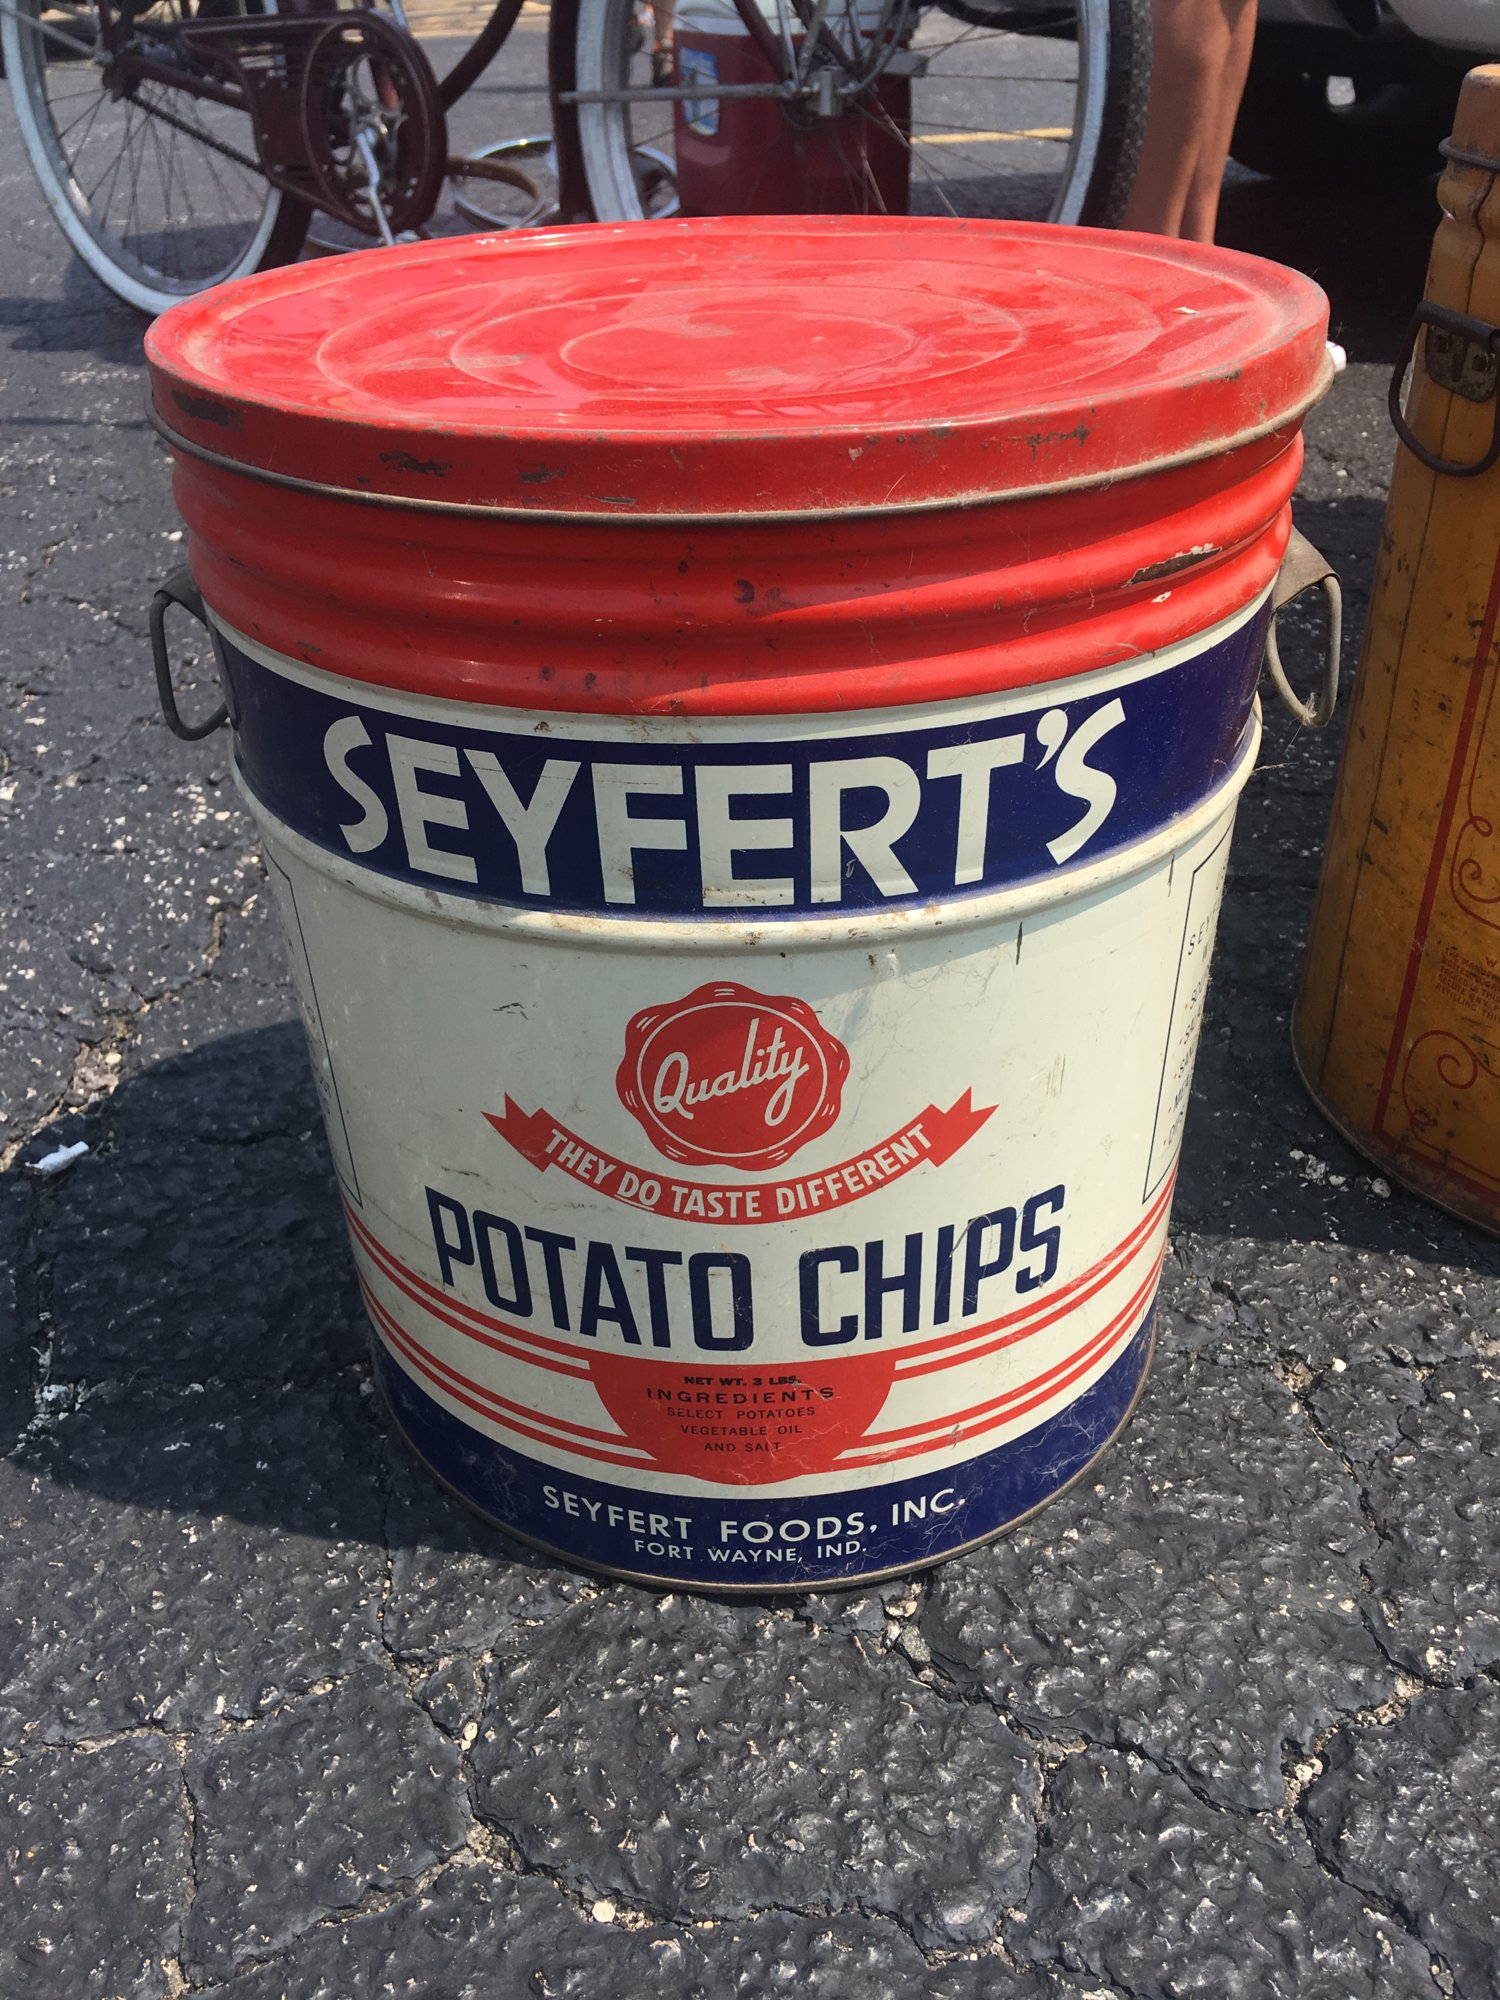 SEYFERT'S
Quality
THEY DO TASTE DIFFERENT
POTATO CHIPS
NET WT. 3 LBS.
INGREDIENTS
SELECT POTATOES
VEGETABLE OIL
AND SALT
SEYFERT FOODS, INC.
FORT WAYNE, IND.